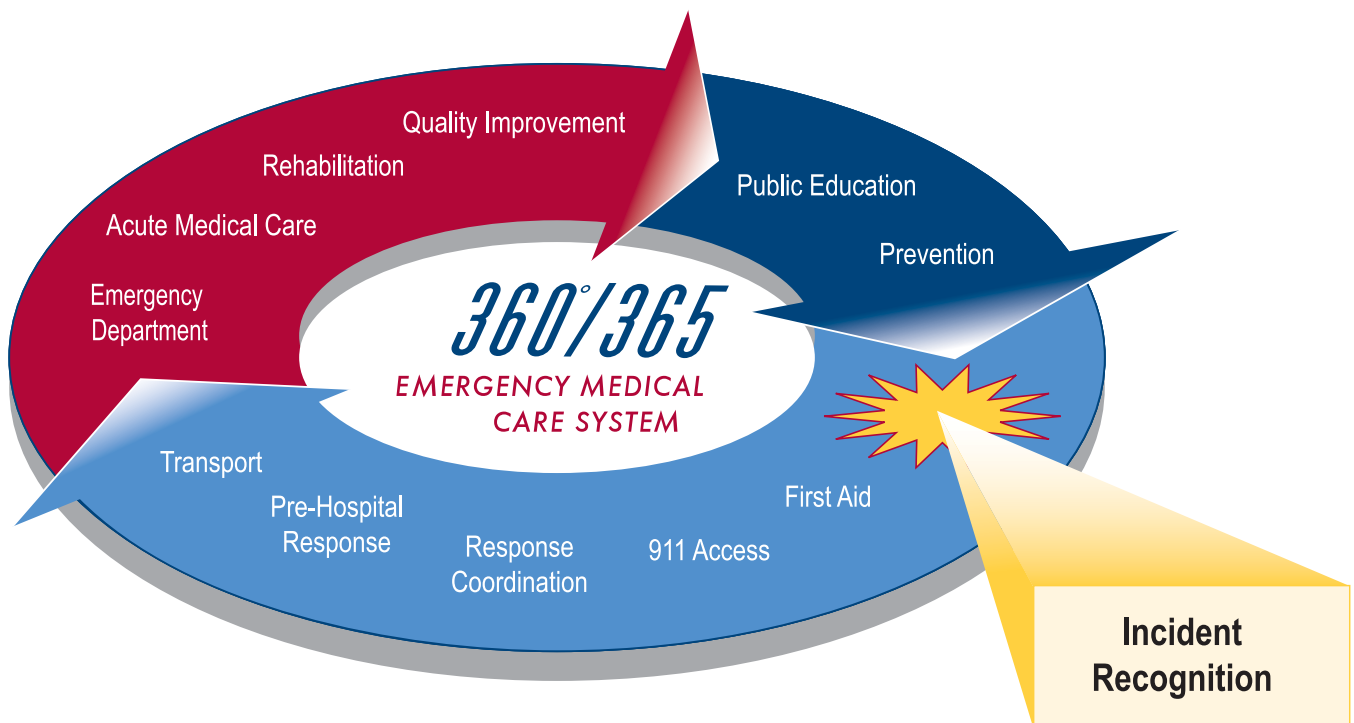 Quality Improvement
Rehabilitation
Acute Medical Care
Emergency
Department
Public Education
Prevention
360°/365
EMERGENCY MEDICAL
CARE SYSTEM
Transport
Pre-Hospital
Response
Response
Coordination
911 Access
First Aid
Incident
Recognition